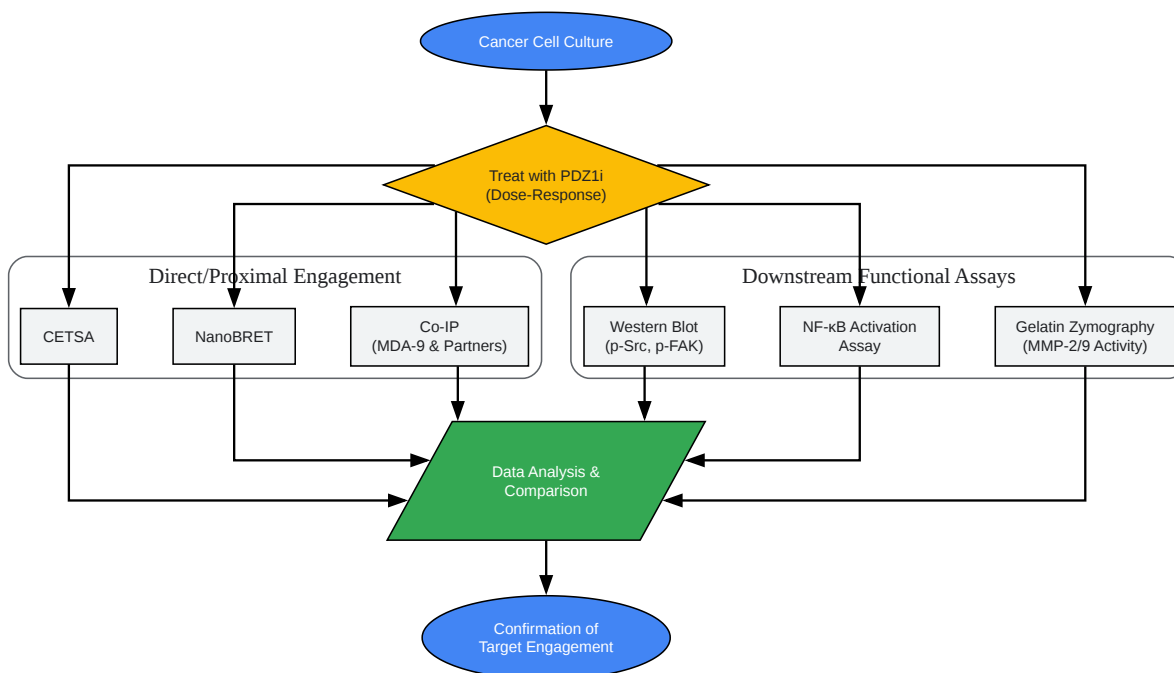 Cancer Cell Culture
Treat with PDZ1i
(Dose-Response)
Direct/Proximal Engagement
Downstream Functional Assays
CETSA
NanoBRET
Co-IP
(MDA-9 & Partners)
Western Blot
(p-Src, p-FAK)
NF-κB Activation
Assay
Gelatin Zymography
(MMP-2/9 Activity)
Data Analysis &
Comparison
Confirmation of
Target Engagement